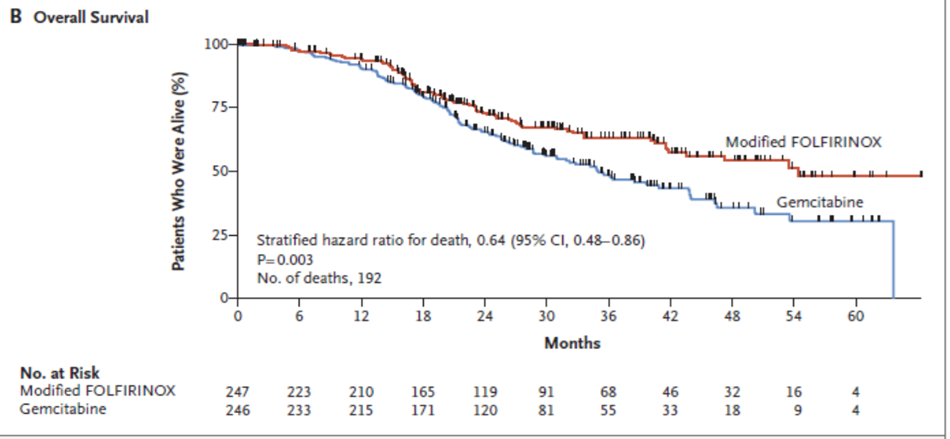 B Overall Survival
100
75
50
25
0
Patients Who Were Alive (%)
Modified FOLFIRINOX
Gemcitabine
Stratified hazard ratio for death, 0.64 (95% CI, 0.48–0.86)
P=0.003
No. of deaths, 192
0 6 12 18 24 30 36 42 48 54 60
Months
No. at Risk
Modified FOLFIRINOX 247 223 210 165 119 91 68 46 32 16 4
Gemcitabine 246 233 215 171 120 81 55 33 18 9 4